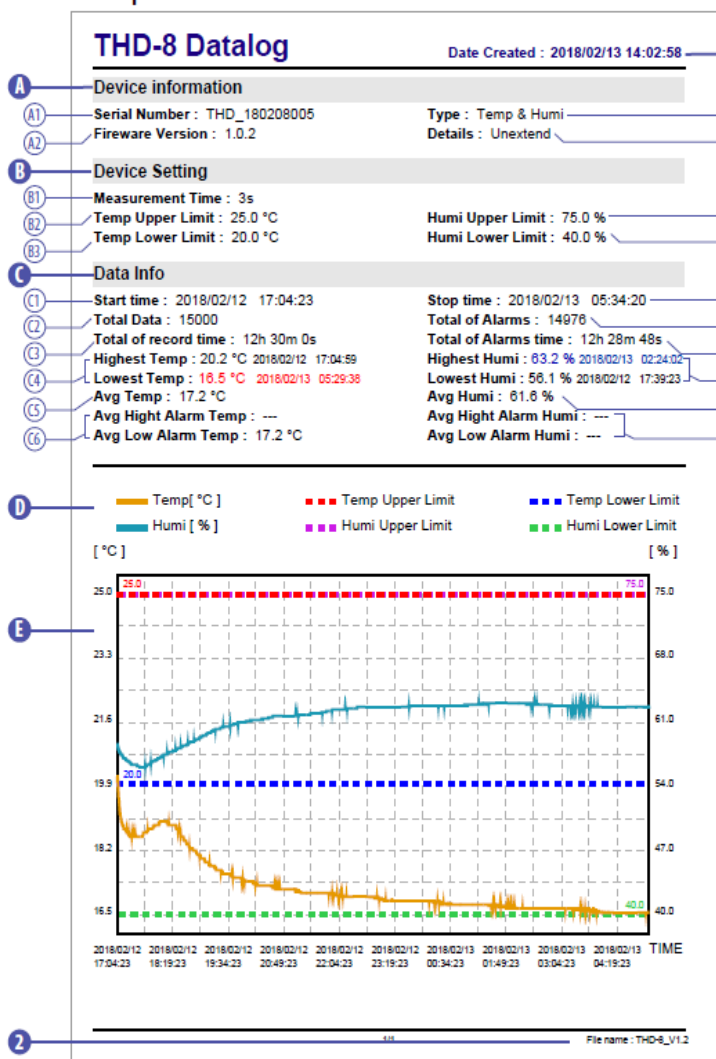 THD-8 Datalog
Date Created : 2018/02/13 14:02:58
A
Device information
A1
Serial Number : THD_180208005
Type : Temp & Humi
A2
Fireware Version : 1.0.2
Details : Unextend
B
Device Setting
B1
Measurement Time : 3s
B2
Temp Upper Limit : 25.0 °C
Humi Upper Limit : 75.0 %
B3
Temp Lower Limit : 20.0 °C
Humi Lower Limit : 40.0 %
C
Data Info
C1
Start time : 2018/02/12 17:04:23
Stop time : 2018/02/13 05:34:20
C2
Total Data : 15000
Total of Alarms : 14976
C3
Total of record time : 12h 30m 0s
Total of Alarms time : 12h 28m 48s
C4
Highest Temp : 20.2 °C 2018/02/12 17:04:59
Highest Humi : 63.2 % 2018/02/13 02:24:02
Lowest Temp : 16.5 °C 2018/02/13 05:29:38
Lowest Humi : 56.1 % 2018/02/12 17:39:23
C5
Avg Temp : 17.2 °C
Avg Humi : 61.6 %
C6
Avg Hight Alarm Temp : ---
Avg Hight Alarm Humi : ---
Avg Low Alarm Temp : 17.2 °C
Avg Low Alarm Humi : ---
D
Temp[ °C ]
Temp Upper Limit
Temp Lower Limit
Humi [ % ]
Humi Upper Limit
Humi Lower Limit
[ °C ]
[ % ]
25.0
75.0
25.0
75.0
E
23.3
68.0
21.6
61.0
20.0
19.9
54.0
18.2
47.0
40.0
16.5
40.0
2018/02/12 2018/02/12 2018/02/12 2018/02/12 2018/02/12 2018/02/12 2018/02/13 2018/02/13 2018/02/13 2018/02/13 TIME
17:04:23 18:19:23 19:34:23 20:49:23 22:04:23 23:19:23 00:34:23 01:49:23 03:04:23 04:19:23
2
File name : THD-8_V1.2